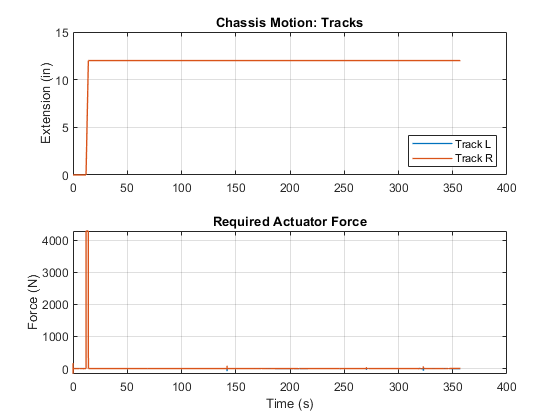 Chassis Motion: Tracks
15
10
5
0
Extension (in)
Track L
Track R
0 50 100 150 200 250 300 350 400
Required Actuator Force
4000
3000
2000
1000
0
Force (N)
0 50 100 150 200 250 300 350 400
Time (s)